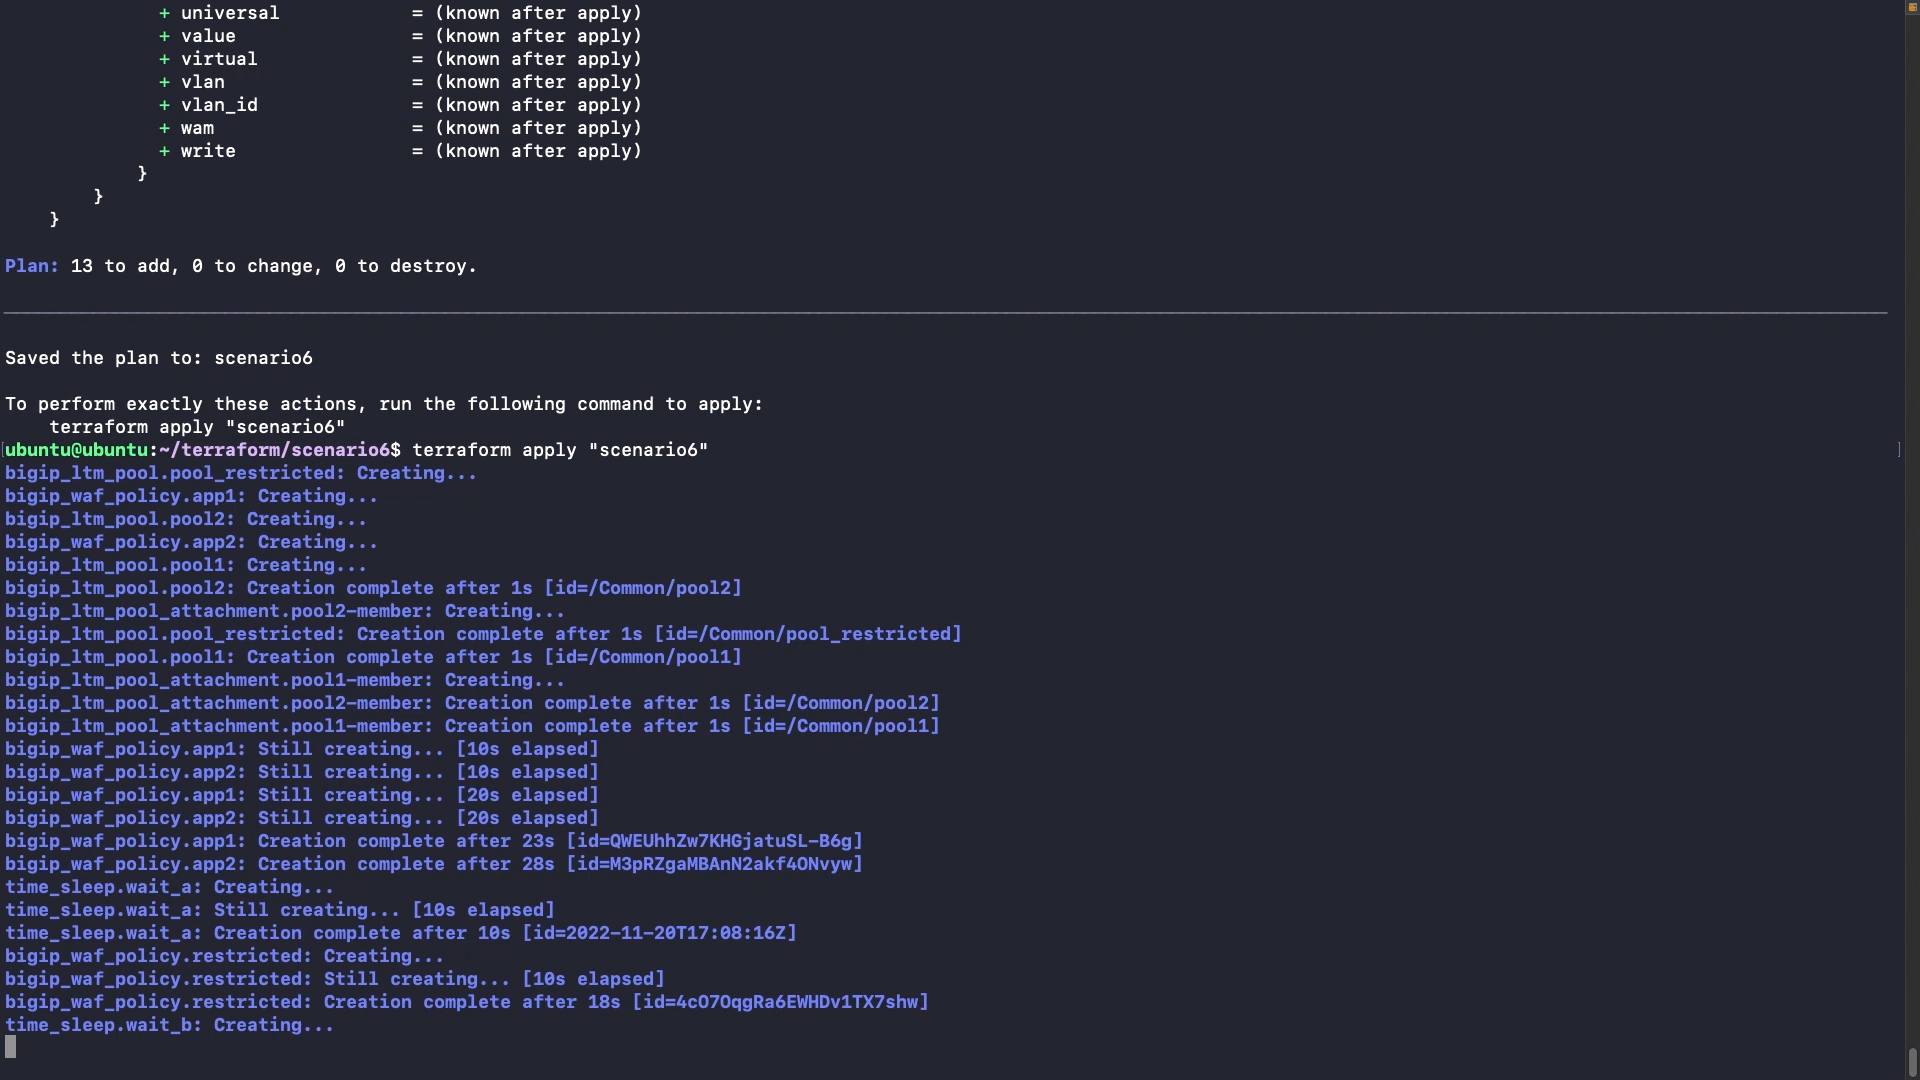 + universal = (known after apply)
+ value = (known after apply)
+ virtual = (known after apply)
+ vlan = (known after apply)
+ vlan_id = (known after apply)
+ wam = (known after apply)
+ write = (known after apply)
}
}
}
Plan: 13 to add, 0 to change, 0 to destroy.
Saved the plan to: scenario6
To perform exactly these actions, run the following command to apply:
terraform apply "scenario6"
ubuntu@ubuntu:~/terraform/scenario6$ terraform apply "scenario6"
bigip_ltm_pool.pool_restricted: Creating...
bigip_waf_policy.app1: Creating...
bigip_ltm_pool.pool2: Creating...
bigip_waf_policy.app2: Creating...
bigip_ltm_pool.pool1: Creating...
bigip_ltm_pool.pool2: Creation complete after 1s [id=/Common/pool2]
bigip_ltm_pool_attachment.pool2-member: Creating...
bigip_ltm_pool.pool_restricted: Creation complete after 1s [id=/Common/pool_restricted]
bigip_ltm_pool.pool1: Creation complete after 1s [id=/Common/pool1]
bigip_ltm_pool_attachment.pool1-member: Creating...
bigip_ltm_pool_attachment.pool2-member: Creation complete after 1s [id=/Common/pool2]
bigip_ltm_pool_attachment.pool1-member: Creation complete after 1s [id=/Common/pool1]
bigip_waf_policy.app1: Still creating... [10s elapsed]
bigip_waf_policy.app2: Still creating... [10s elapsed]
bigip_waf_policy.app1: Still creating... [20s elapsed]
bigip_waf_policy.app2: Still creating... [20s elapsed]
bigip_waf_policy.app1: Creation complete after 23s [id=QWEUhhZw7KHGjatuSL-B6g]
bigip_waf_policy.app2: Creation complete after 28s [id=M3pRZgaMBAnN2akf4ONvyw]
time_sleep.wait_a: Creating...
time_sleep.wait_a: Still creating... [10s elapsed]
time_sleep.wait_a: Creation complete after 10s [id=2022-11-20T17:08:16Z]
bigip_waf_policy.restricted: Creating...
bigip_waf_policy.restricted: Still creating... [10s elapsed]
bigip_waf_policy.restricted: Creation complete after 18s [id=4cO7OqgRa6EWHDv1TX7shw]
time_sleep.wait_b: Creating...